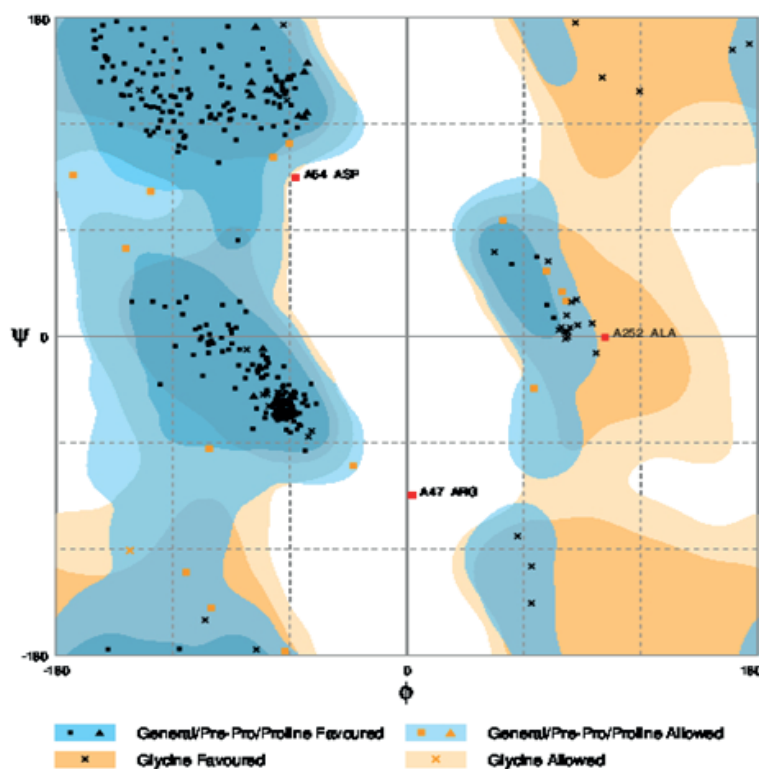 180
A64 ASP
Ψ
0
A252 ALA
A47 ARG
-180
-180
0
180
ϕ
General/Pre-Pro/Proline Favoured
General/Pre-Pro/Proline Allowed
Glycine Favoured
Glycine Allowed